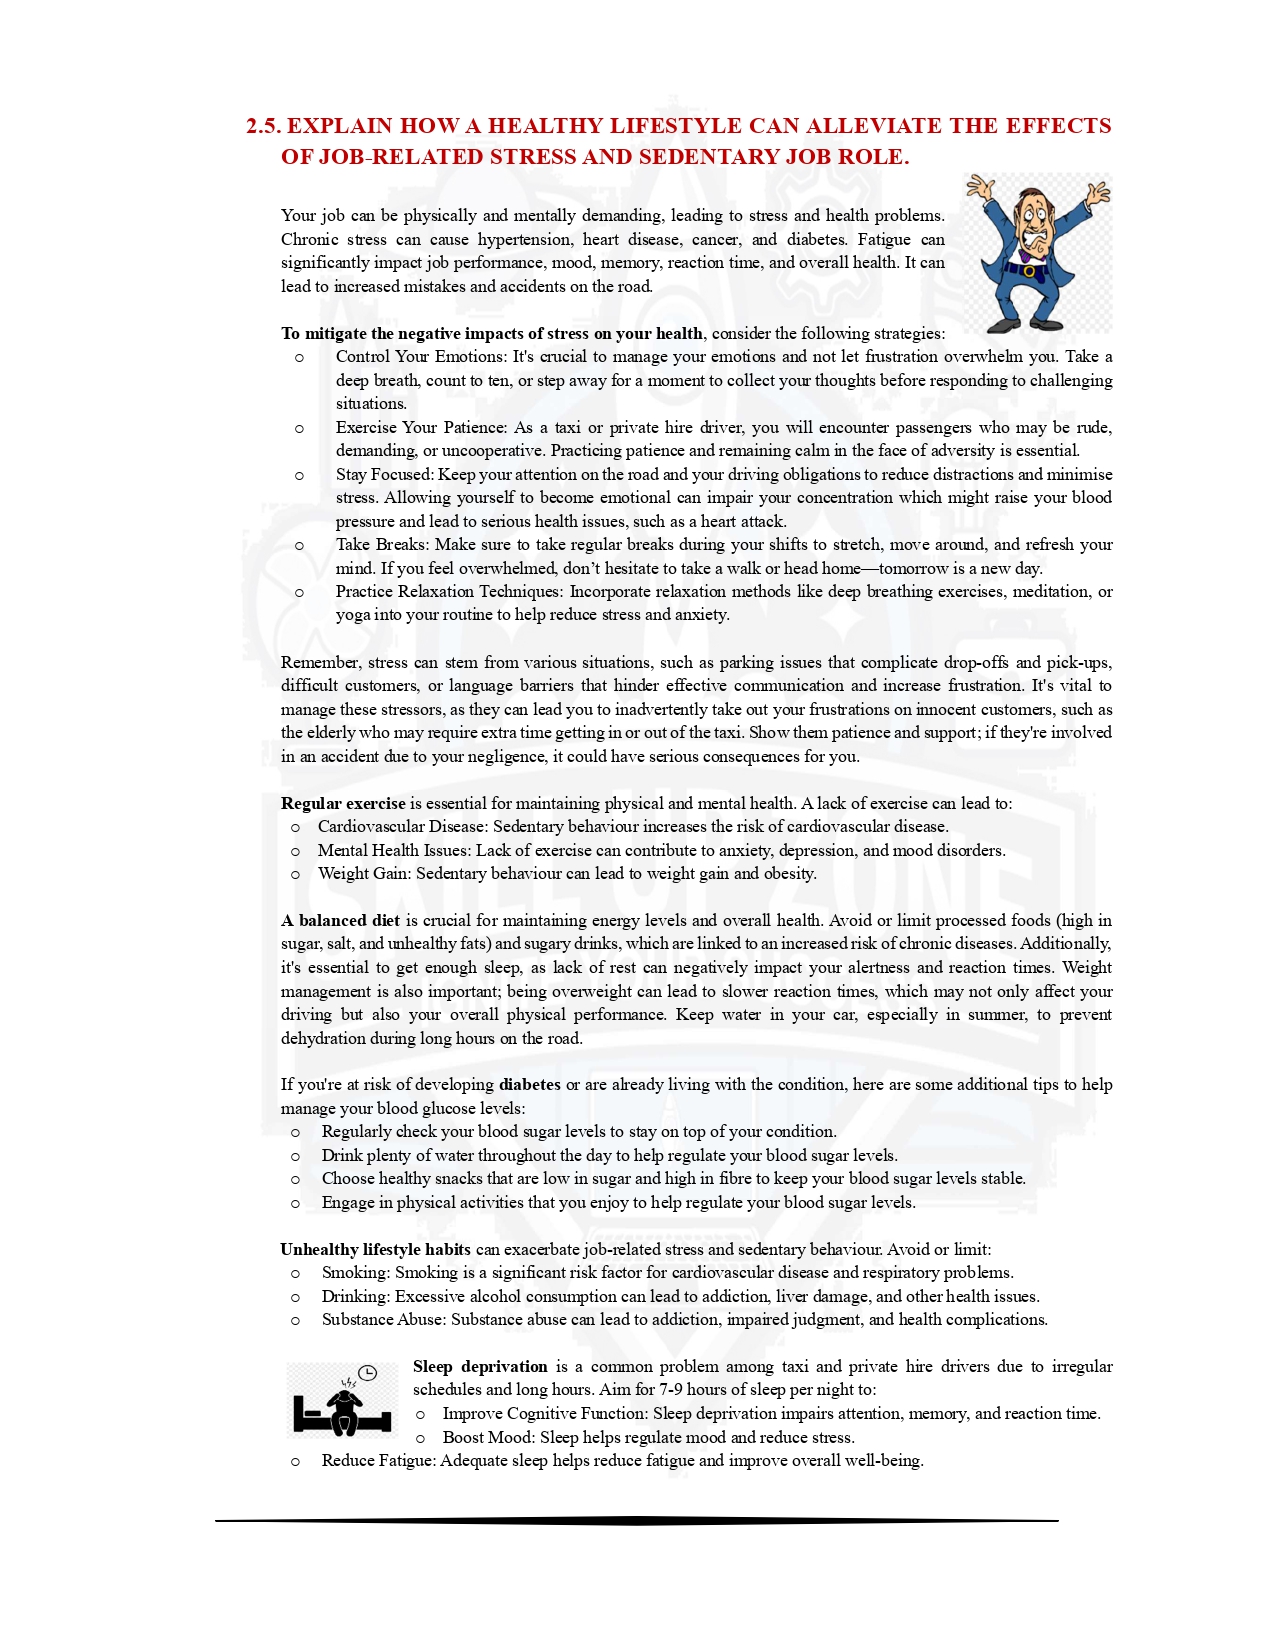 2.5. EXPLAIN HOW A HEALTHY LIFESTYLE CAN ALLEVIATE THE EFFECTS
OF JOB-RELATED STRESS AND SEDENTARY JOB ROLE.
Your job can be physically and mentally demanding, leading to stress and health problems.
Chronic stress can cause hypertension, heart disease, cancer, and diabetes. Fatigue can
significantly impact job performance, mood, memory, reaction time, and overall health. It can
lead to increased mistakes and accidents on the road.
To mitigate the negative impacts of stress on your health, consider the following strategies:
o Control Your Emotions: It's crucial to manage your emotions and not let frustration overwhelm you. Take a
deep breath, count to ten, or step away for a moment to collect your thoughts before responding to challenging
situations.
o Exercise Your Patience: As a taxi or private hire driver, you will encounter passengers who may be rude,
demanding, or uncooperative. Practicing patience and remaining calm in the face of adversity is essential.
o Stay Focused: Keep your attention on the road and your driving obligations to reduce distractions and minimise
stress. Allowing yourself to become emotional can impair your concentration which might raise your blood
pressure and lead to serious health issues, such as a heart attack.
o Take Breaks: Make sure to take regular breaks during your shifts to stretch, move around, and refresh your
mind. If you feel overwhelmed, don’t hesitate to take a walk or head home—tomorrow is a new day.
o Practice Relaxation Techniques: Incorporate relaxation methods like deep breathing exercises, meditation, or
yoga into your routine to help reduce stress and anxiety.
Remember, stress can stem from various situations, such as parking issues that complicate drop-offs and pick-ups,
difficult customers, or language barriers that hinder effective communication and increase frustration. It's vital to
manage these stressors, as they can lead you to inadvertently take out your frustrations on innocent customers, such as
the elderly who may require extra time getting in or out of the taxi. Show them patience and support; if they're involved
in an accident due to your negligence, it could have serious consequences for you.
Regular exercise is essential for maintaining physical and mental health. A lack of exercise can lead to:
o Cardiovascular Disease: Sedentary behaviour increases the risk of cardiovascular disease.
o Mental Health Issues: Lack of exercise can contribute to anxiety, depression, and mood disorders.
o Weight Gain: Sedentary behaviour can lead to weight gain and obesity.
SKILL UP ZONE
A balanced diet is crucial for maintaining energy levels and overall health. Avoid or limit processed foods (high in
sugar, salt, and unhealthy fats) and sugary drinks, which are linked to an increased risk of chronic diseases. Additionally,
it's essential to get enough sleep, as lack of rest can negatively impact your alertness and reaction times. Weight
management is also important; being overweight can lead to slower reaction times, which may not only affect your
driving but also your overall physical performance. Keep water in your car, especially in summer, to prevent
dehydration during long hours on the road.
If you're at risk of developing diabetes or are already living with the condition, here are some additional tips to help
manage your blood glucose levels:
o Regularly check your blood sugar levels to stay on top of your condition.
o Drink plenty of water throughout the day to help regulate your blood sugar levels.
o Choose healthy snacks that are low in sugar and high in fibre to keep your blood sugar levels stable.
o Engage in physical activities that you enjoy to help regulate your blood sugar levels.
Unhealthy lifestyle habits can exacerbate job-related stress and sedentary behaviour. Avoid or limit:
o Smoking: Smoking is a significant risk factor for cardiovascular disease and respiratory problems.
o Drinking: Excessive alcohol consumption can lead to addiction, liver damage, and other health issues.
o Substance Abuse: Substance abuse can lead to addiction, impaired judgment, and health complications.
Sleep deprivation is a common problem among taxi and private hire drivers due to irregular
schedules and long hours. Aim for 7-9 hours of sleep per night to:
o Improve Cognitive Function: Sleep deprivation impairs attention, memory, and reaction time.
o Boost Mood: Sleep helps regulate mood and reduce stress.
o Reduce Fatigue: Adequate sleep helps reduce fatigue and improve overall well-being.